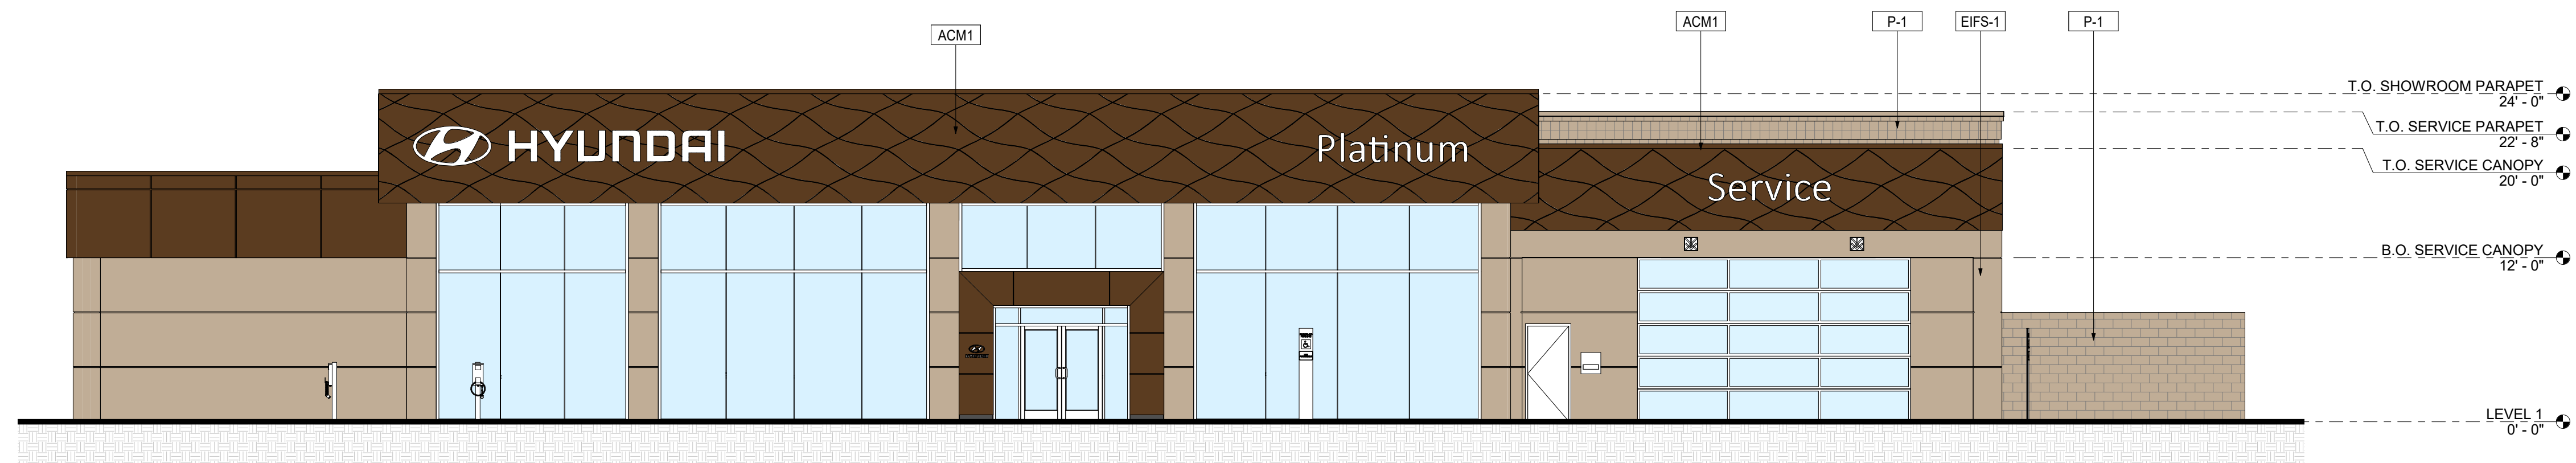 ACM1
ACM1
P-1
EIFS-1
P-1
T.O. SHOWROOM PARAPET
24' - 0"
T.O. SERVICE PARAPET
22' - 8"
T.O. SERVICE CANOPY
20' - 0"
B.O. SERVICE CANOPY
12' - 0"
LEVEL 1
0' - 0"
HYUNDAI
Platinum
Service